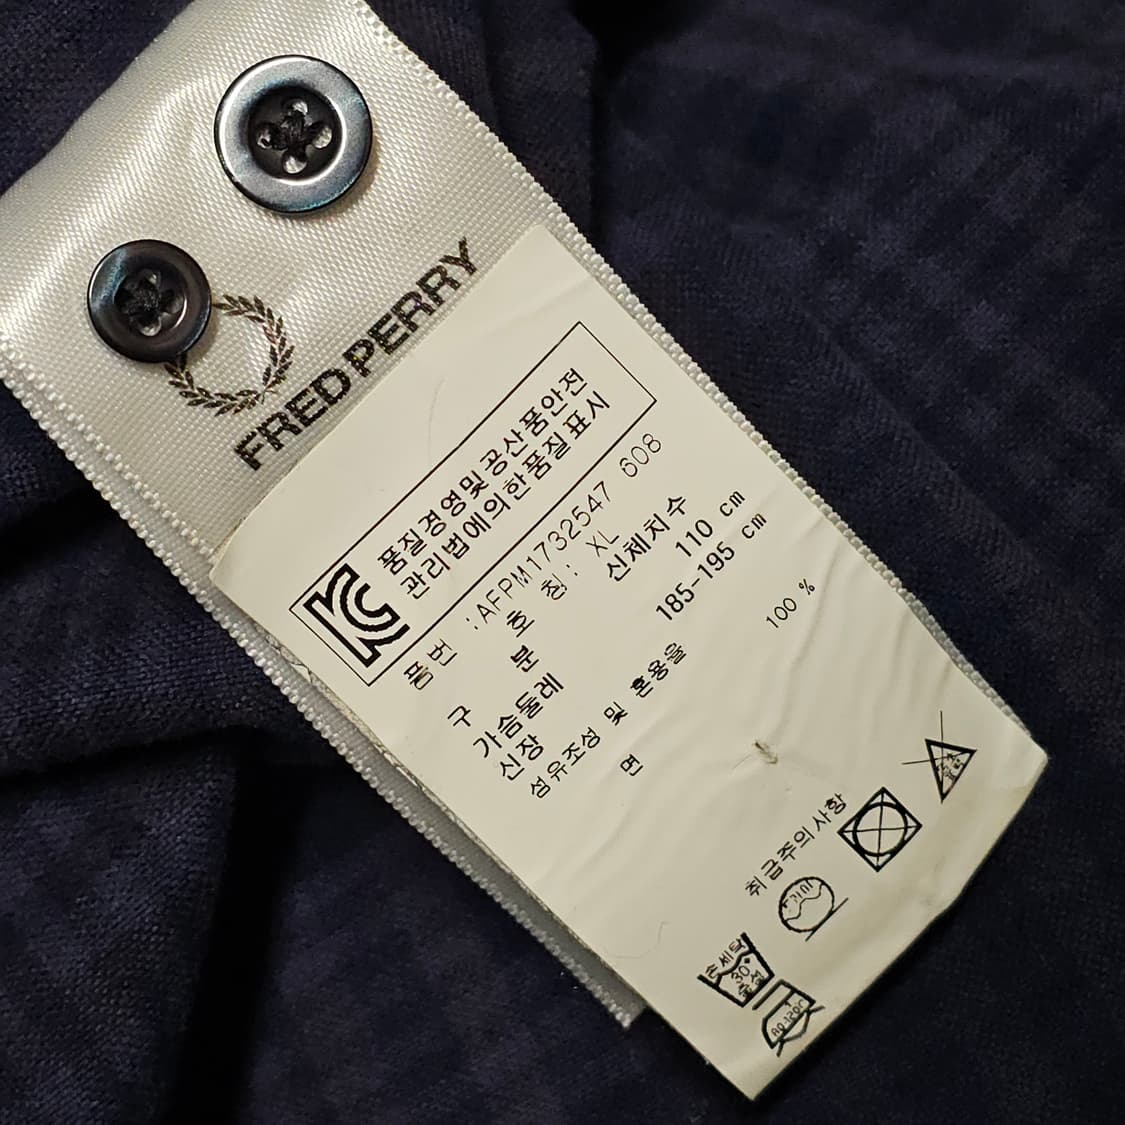 FRED PERRY
품질경영및공산품안전
관리법에의한품질표시
품 번 :AFPM1732547 608
호 칭: XL
구 분 신체치수
가슴둘레 110 cm
신장 185-195 cm
섬유조성 및 혼용율
면 100 %
취급주의사항
손세탁
30°
중성